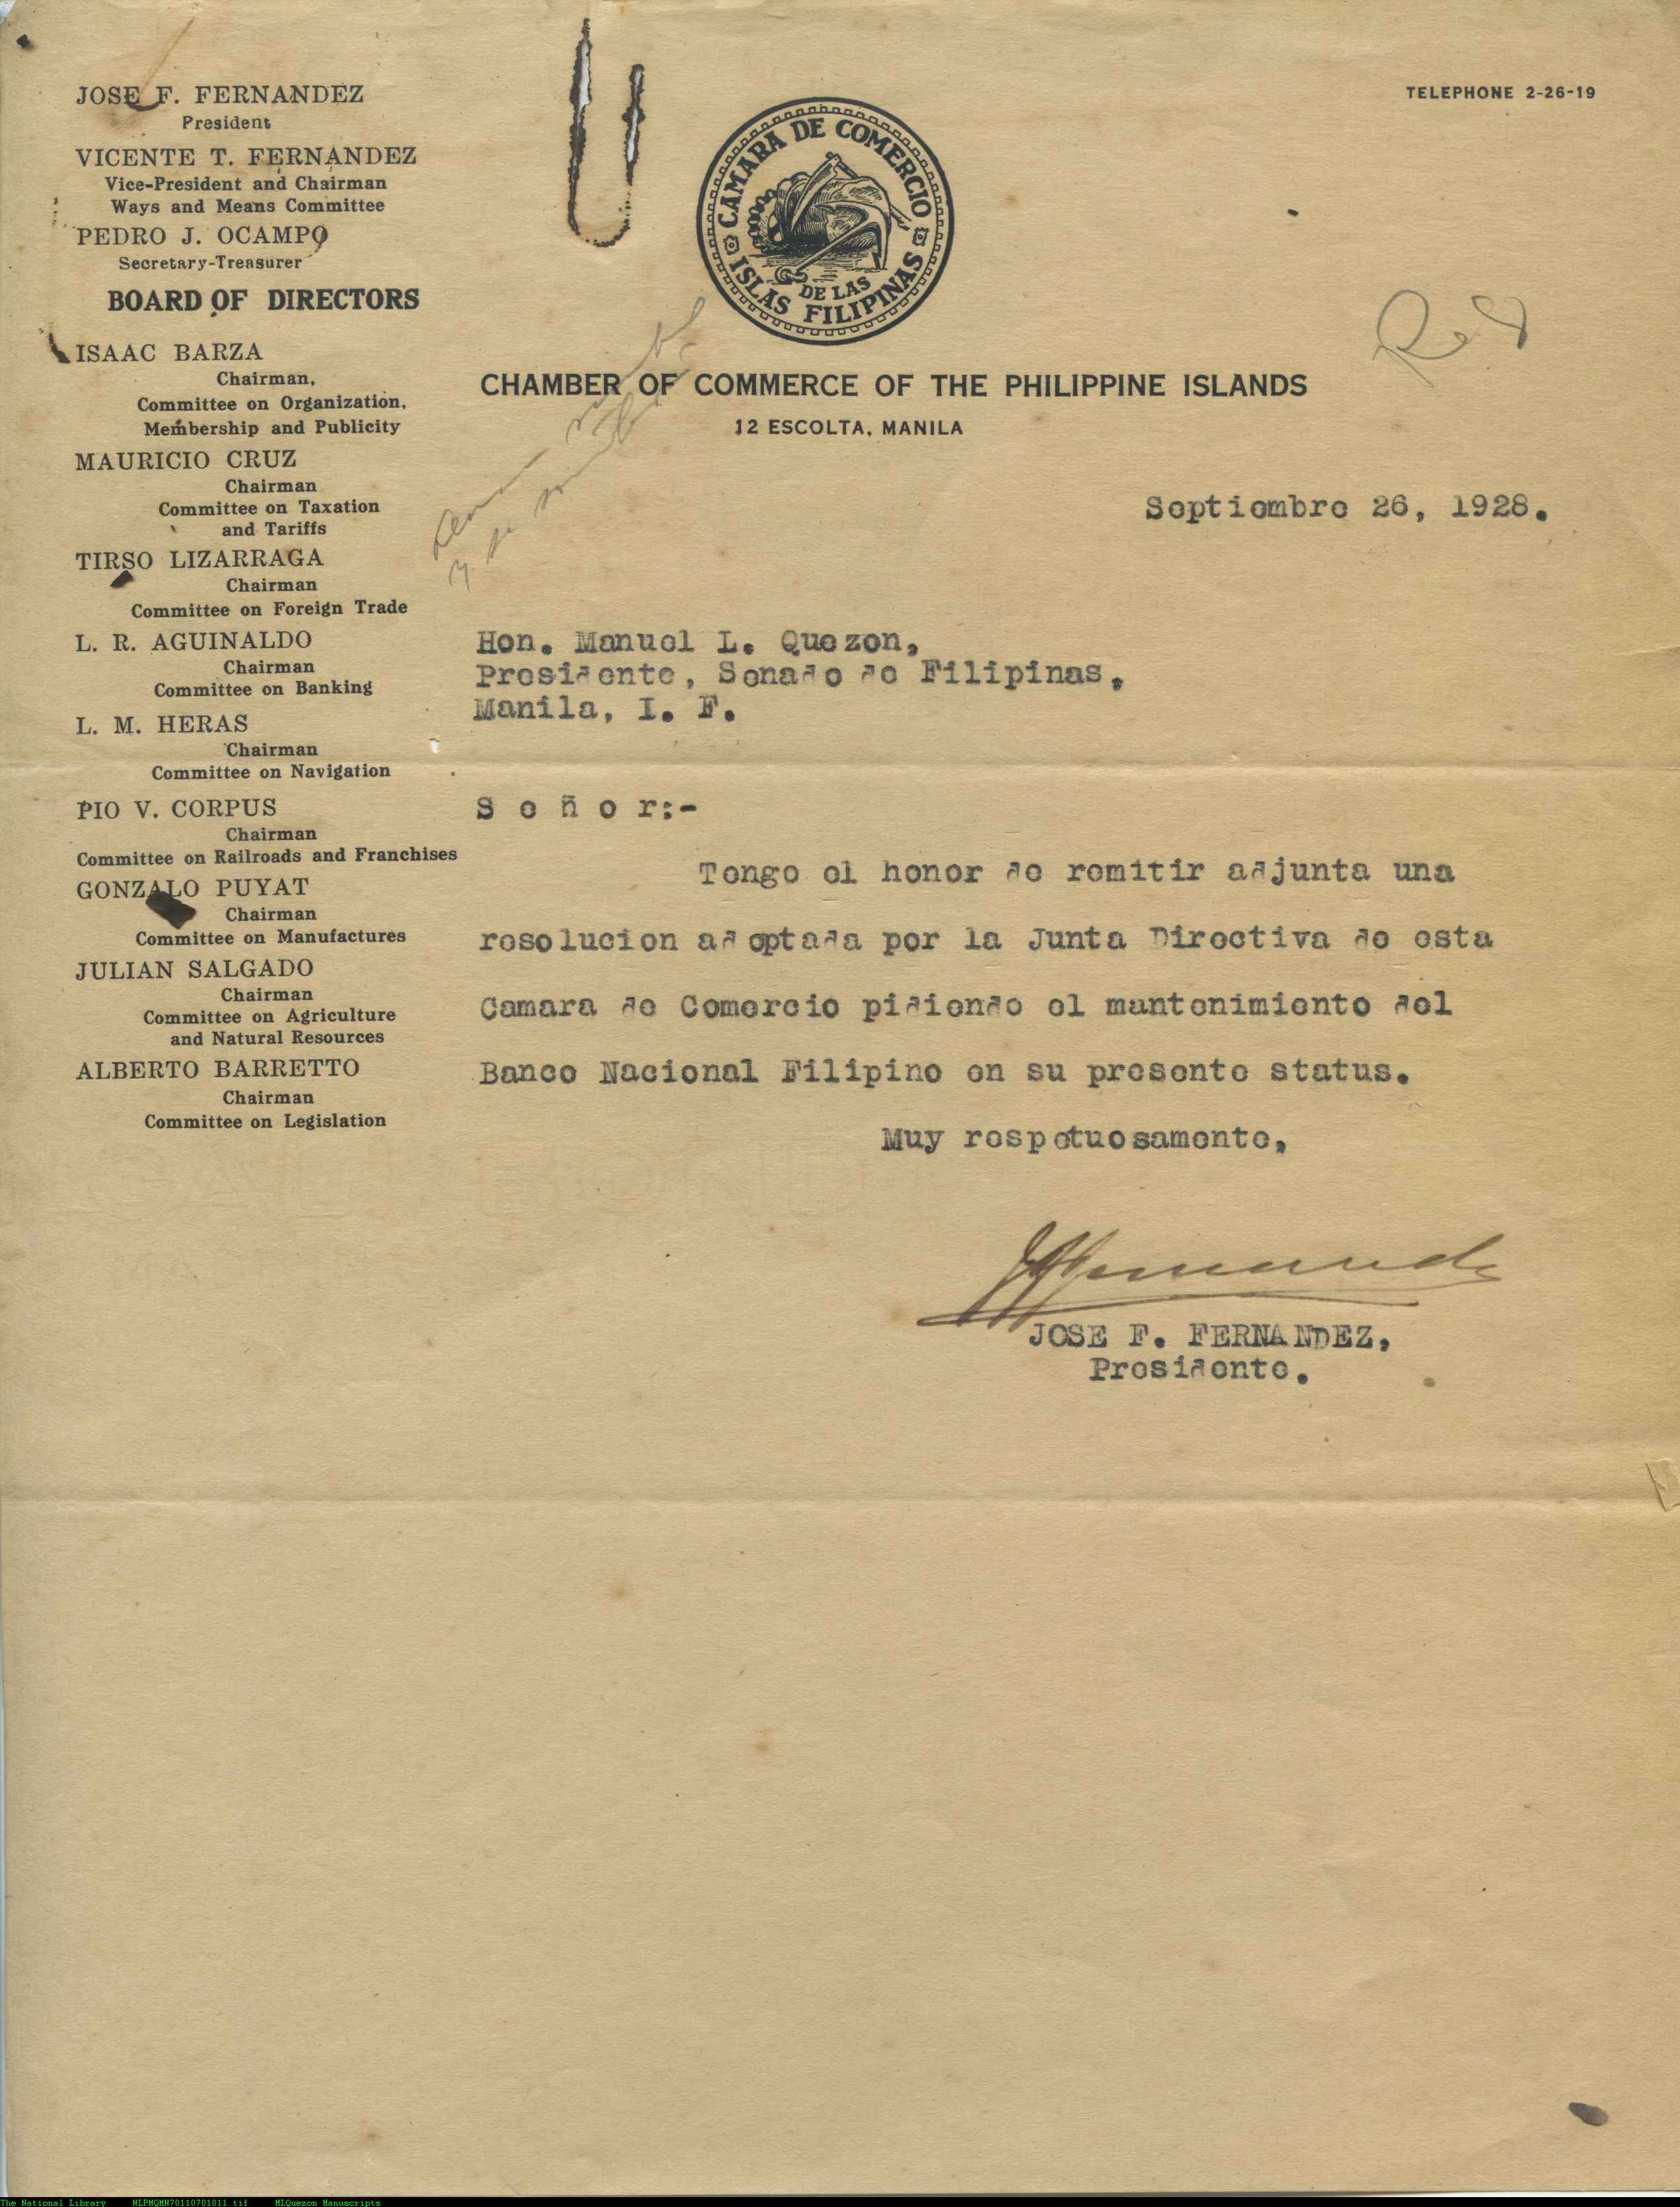 JOSE F. FERNANDEZ
President
VICENTE T. FERNANDEZ
Vice-President and Chairman
Ways and Means Committee
PEDRO J. OCAMPO
Secretary-Treasurer
BOARD OF DIRECTORS
ISAAC BARZA
Chairman,
Committee on Organization,
Membership and Publicity
MAURICIO CRUZ
Chairman
Committee on Taxation
and Tariffs
TIRSO LIZARRAGA
Chairman
Committee on Foreign Trade
L. R. AGUINALDO
Chairman
Committee on Banking
L. M. HERAS
Chairman
Committee on Navigation
PIO V. CORPUS
Chairman
Committee on Railroads and Franchises
GONZALO PUYAT
Chairman
Committee on Manufactures
JULIAN SALGADO
Chairman
Committee on Agriculture
and Natural Resources
ALBERTO BARRETTO
Chairman
Committee on Legislation
TELEPHONE 2-26-19
CAMARA DE COMERCIO
DE LAS
ISLAS FILIPINAS
CHAMBER OF COMMERCE OF THE PHILIPPINE ISLANDS
12 ESCOLTA, MANILA
Septiembre 26, 1928.
Hon. Manuel L. Quezon,
Presidente, Senado de Filipinas,
Manila, I. F.
S e ñ o r:-
Tengo el honor de remitir adjunta una
resolucion adoptada por la Junta Directiva de esta
Camara de Comercio pidiendo el mantenimiento del
Banco Nacional Filipino en su presente status.
Muy respetuosamente,
JOSE F. FERNANDEZ,
Presidente.
The National Library NLPMQMN70110701011.tif MLQuezon Manuscripts